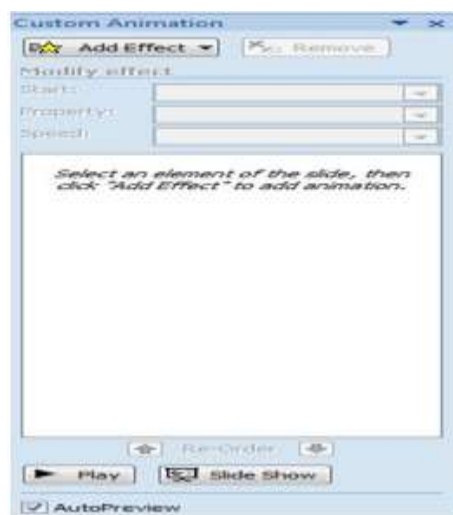 Custom Animation
Add Effect Remove
Modify effect
Start:
Property:
Speed:
Select an element of the slide, then
click "Add Effect" to add animation.
Re-Order
Play Slide Show
AutoPreview